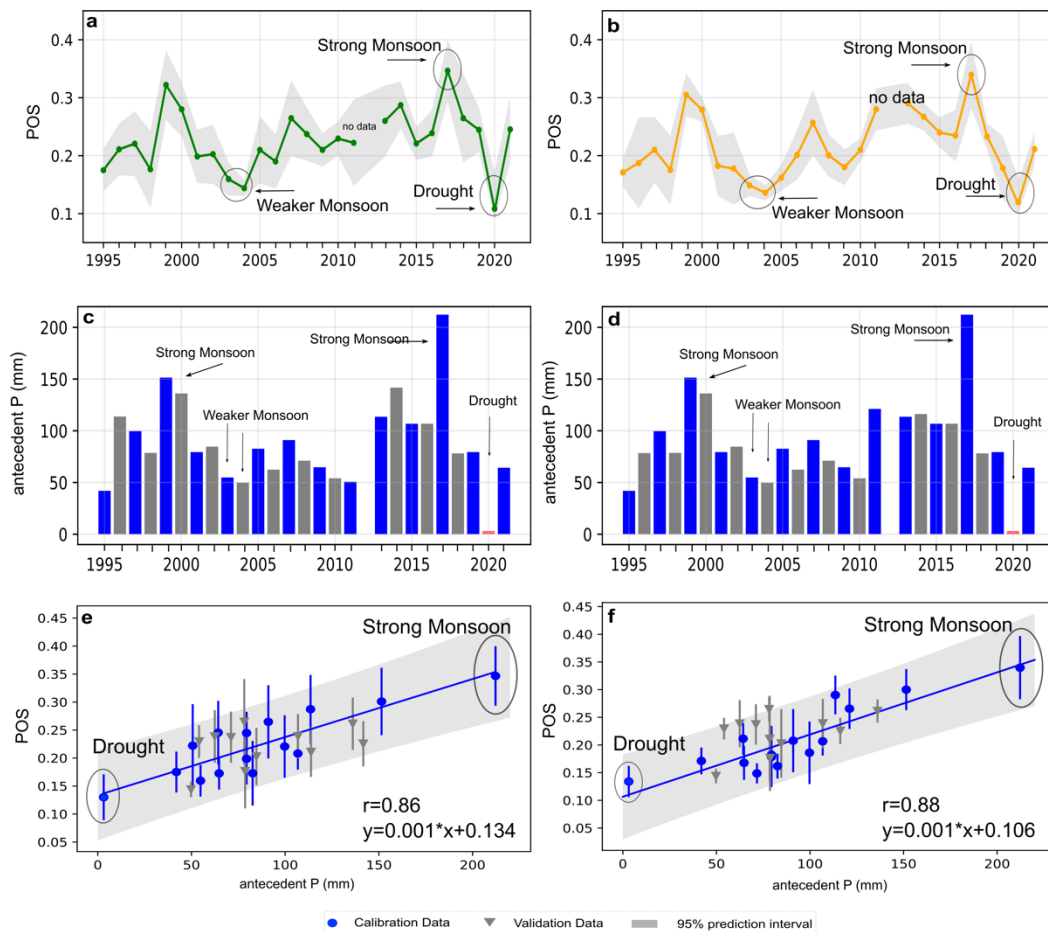 a
0.4
0.3
0.2
0.1
POS
Strong Monsoon
no data
Drought
Weaker Monsoon
1995
2000
2005
2010
2015
2020
b
0.4
0.3
0.2
0.1
POS
Strong Monsoon
no data
Drought
Weaker Monsoon
1995
2000
2005
2010
2015
2020
c
200
150
100
50
0
antecedent P (mm)
Strong Monsoon
Strong Monsoon
Weaker Monsoon
Drought
1995
2000
2005
2010
2015
2020
d
200
150
100
50
0
antecedent P (mm)
Strong Monsoon
Strong Monsoon
Weaker Monsoon
Drought
1995
2000
2005
2010
2015
2020
e
0.45
0.40
0.35
0.30
0.25
0.20
0.15
0.10
0.05
POS
Strong Monsoon
Drought
r=0.86
y=0.001*x+0.134
0
50
100
150
200
antecedent P (mm)
f
0.45
0.40
0.35
0.30
0.25
0.20
0.15
0.10
0.05
POS
Strong Monsoon
Drought
r=0.88
y=0.001*x+0.106
0
50
100
150
200
antecedent P (mm)
Calibration Data
Validation Data
95% prediction interval